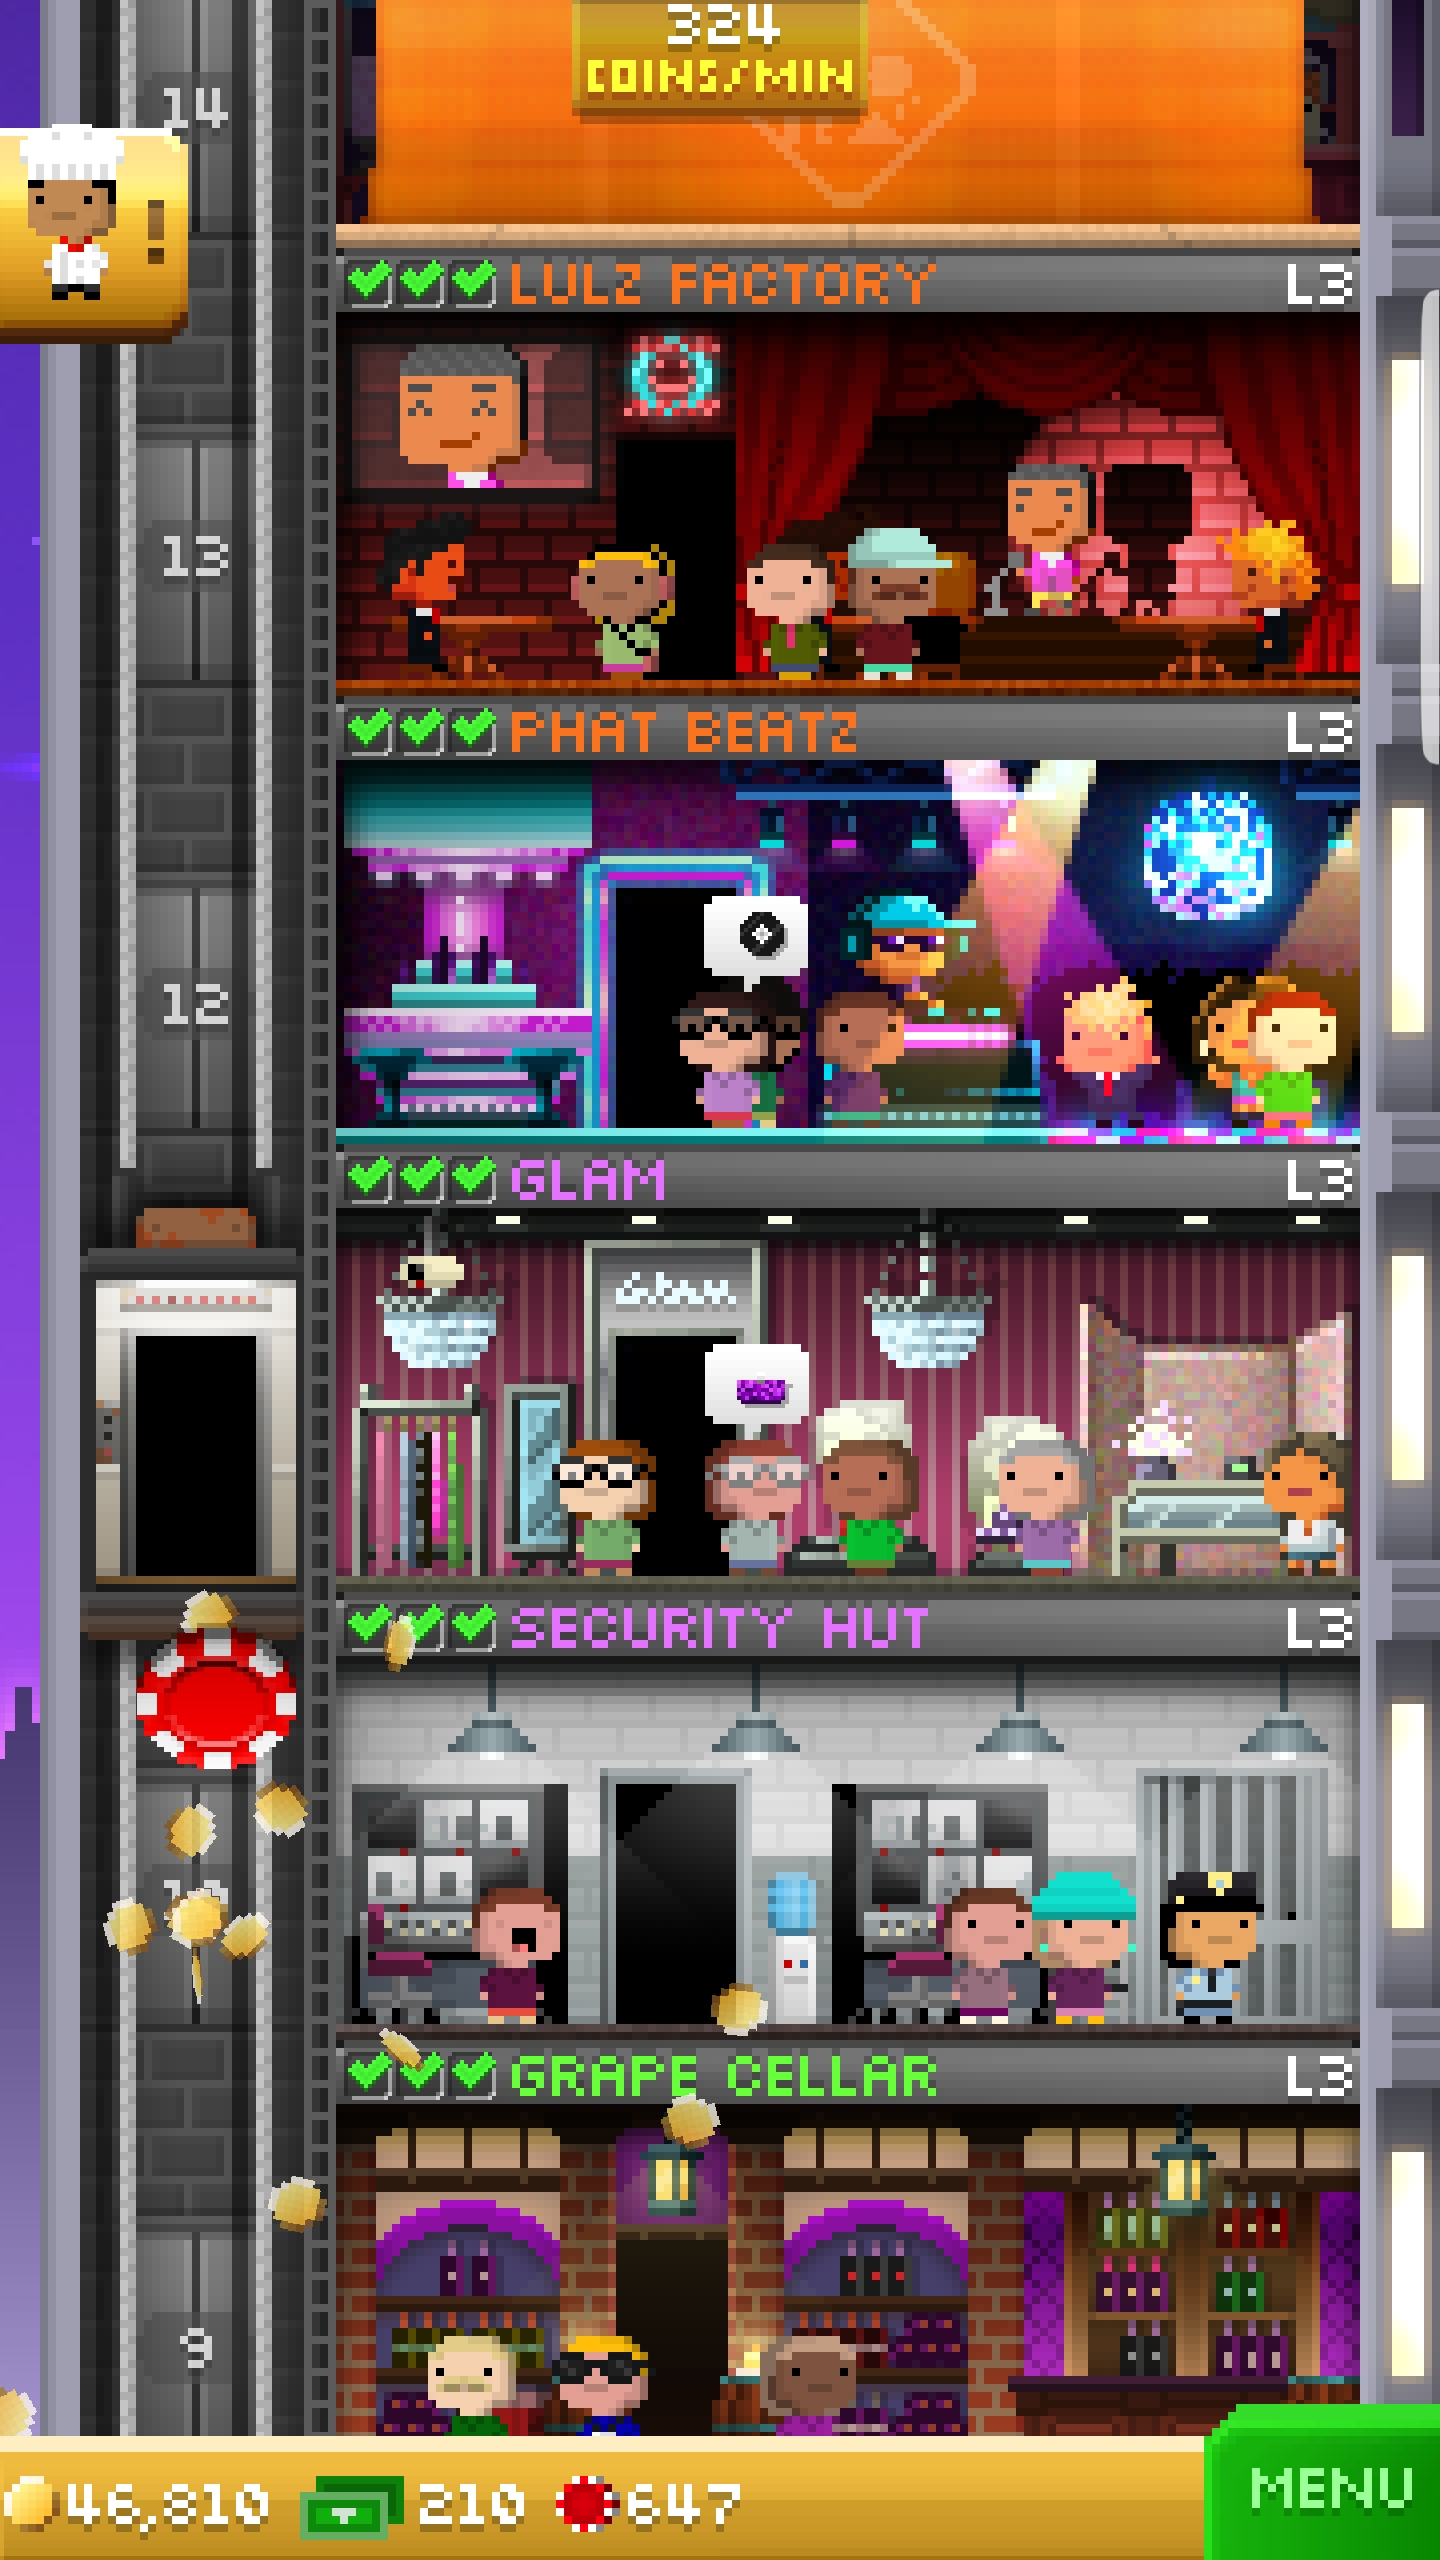 324
COINS/MIN
14
!
LULZ FACTORY L3
13
PHAT BEATZ L3
12
GLAM L3
Glam
SECURITY HUT L3
GRAPE CELLAR L3
9
46,810 210 647
MENU